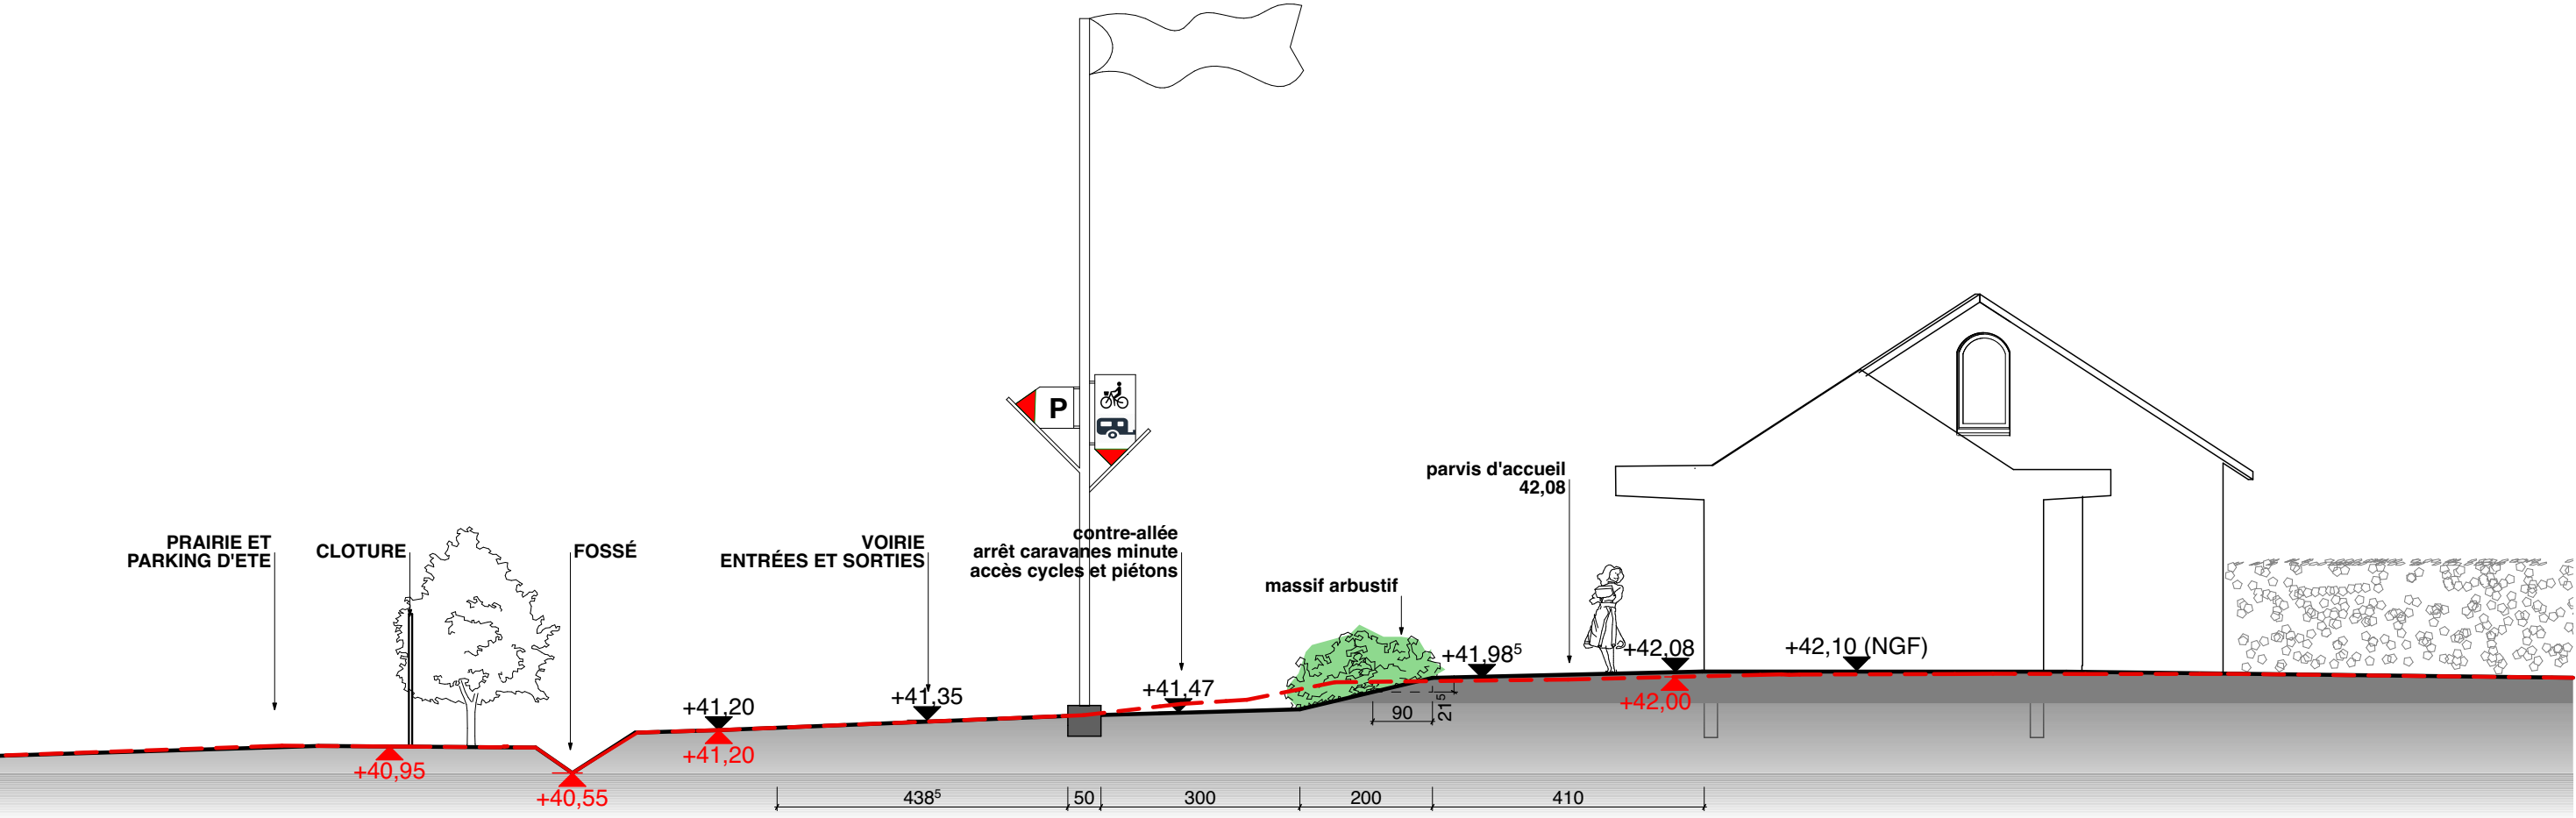 P
parvis d'accueil
42,08
PRAIRIE ET
PARKING D'ETE
CLOTURE
FOSSÉ
VOIRIE
ENTRÉES ET SORTIES
contre-allée
arrêt caravanes minute
accès cycles et piétons
massif arbustif
+41,20
+41,35
+41,47
+41,98⁵
+42,08
+42,10 (NGF)
+40,95
+40,55
+41,20
+42,00
90
21⁵
438⁵
50
300
200
410